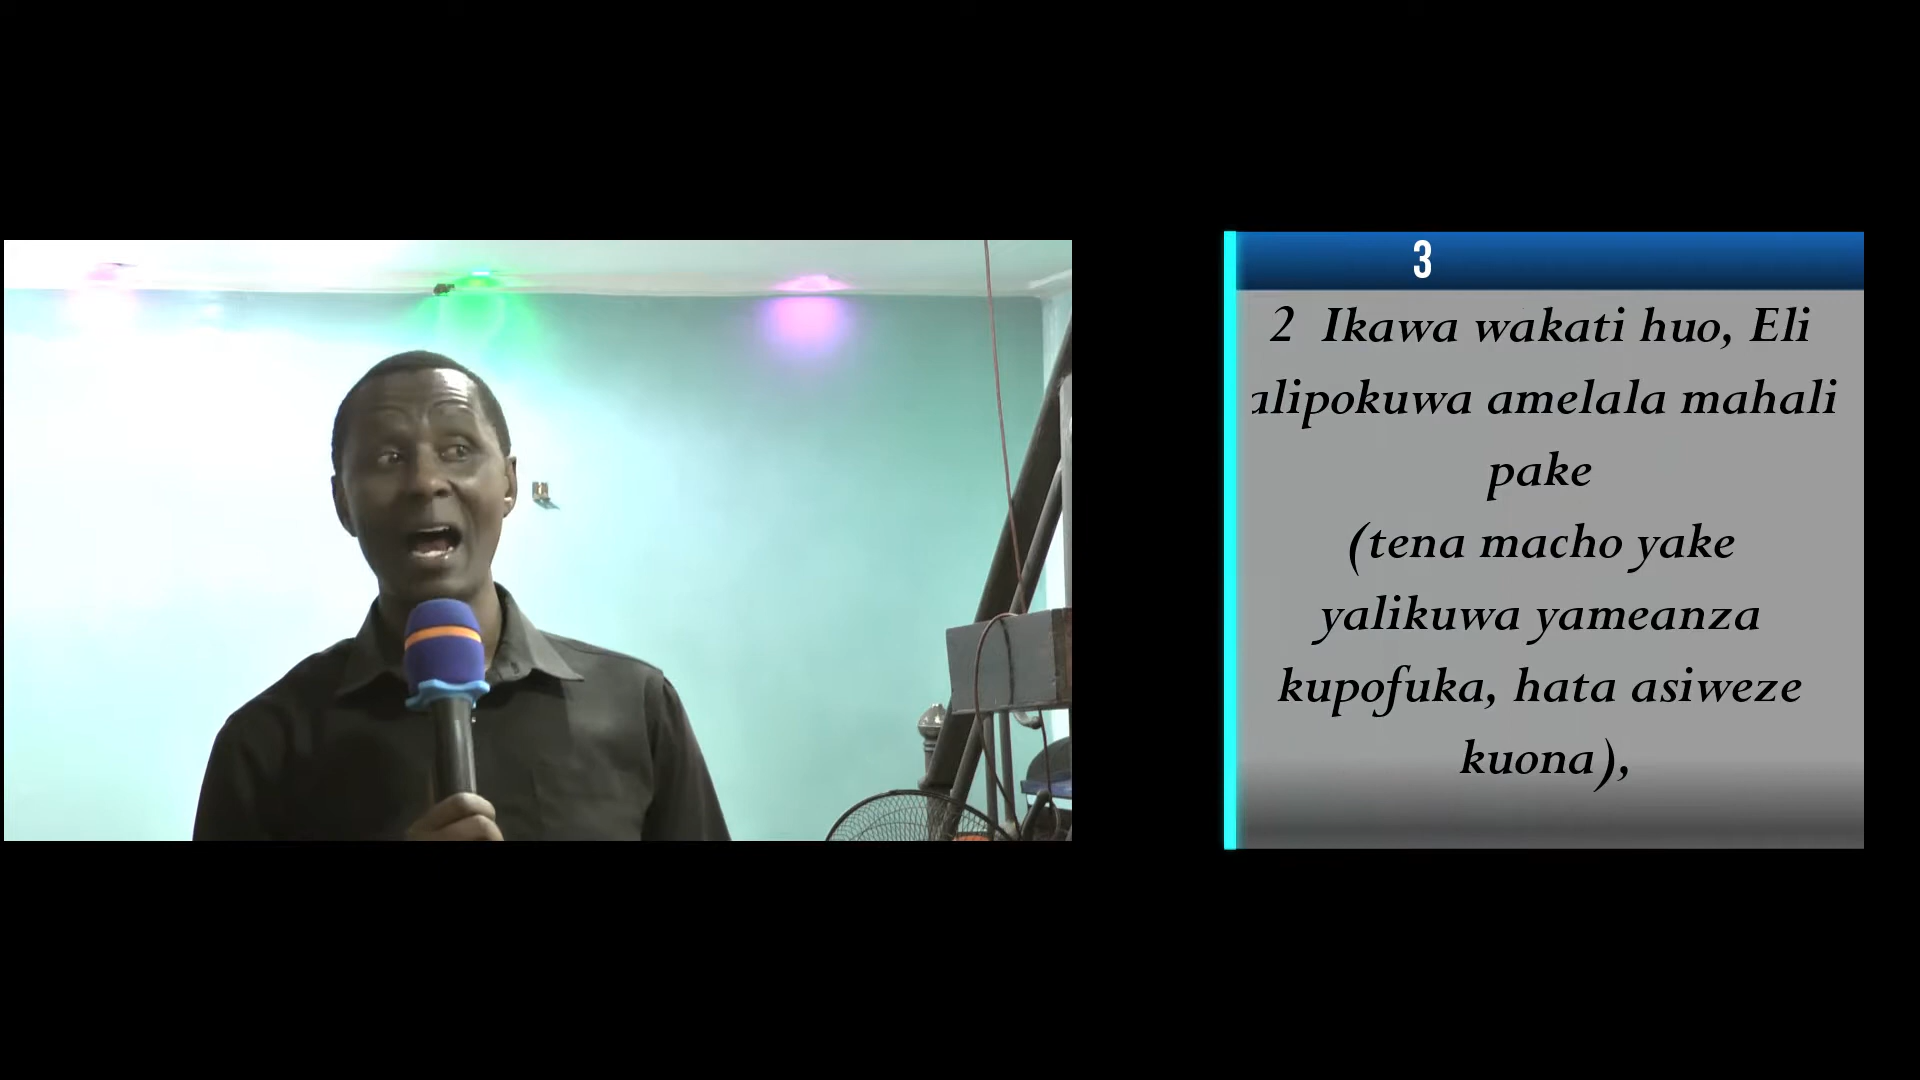 3
2 Ikawa wakati huo, Eli
alipokuwa amelala mahali
pake
(tena macho yake
yalikuwa yameanza
kupofuka, hata asiweze
kuona),